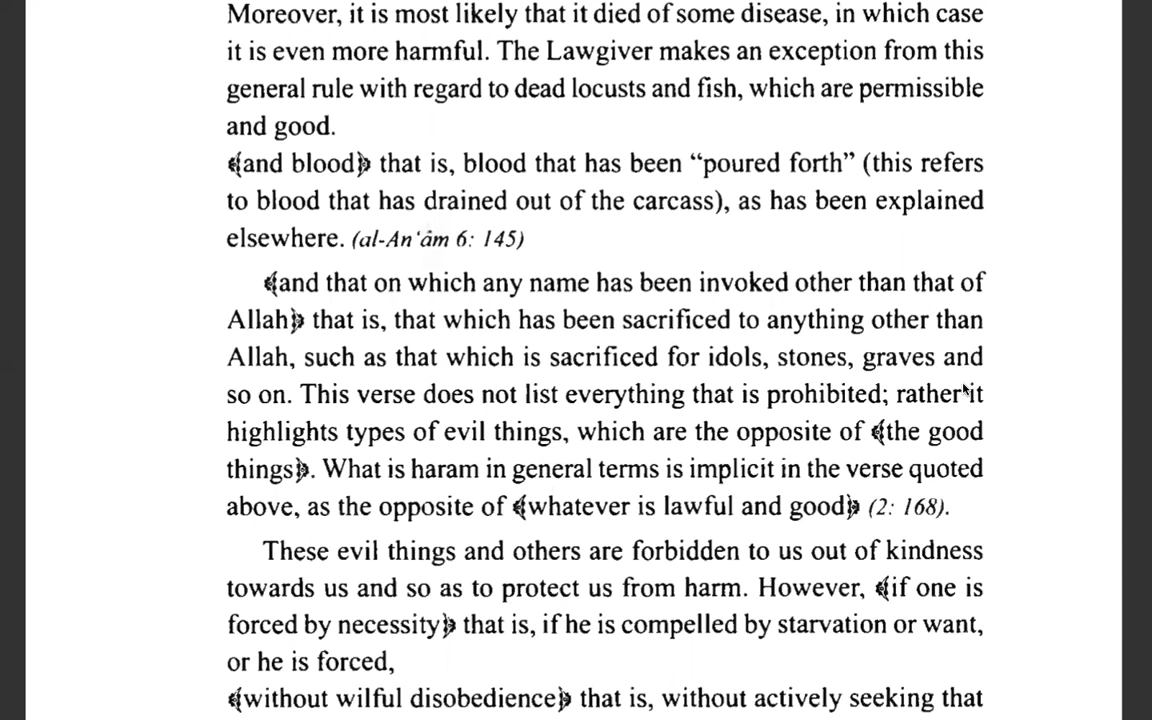 Moreover, it is most likely that it died of some disease, in which case
it is even more harmful. The Lawgiver makes an exception from this
general rule with regard to dead locusts and fish, which are permissible
and good.
﴾and blood﴿ that is, blood that has been “poured forth” (this refers
to blood that has drained out of the carcass), as has been explained
elsewhere. (al-An‘âm 6: 145)
﴾and that on which any name has been invoked other than that of
Allah﴿ that is, that which has been sacrificed to anything other than
Allah, such as that which is sacrificed for idols, stones, graves and
so on. This verse does not list everything that is prohibited; rather it
highlights types of evil things, which are the opposite of ﴾the good
things﴿. What is haram in general terms is implicit in the verse quoted
above, as the opposite of ﴾whatever is lawful and good﴿ (2: 168).
These evil things and others are forbidden to us out of kindness
towards us and so as to protect us from harm. However, ﴾if one is
forced by necessity﴿ that is, if he is compelled by starvation or want,
or he is forced,
﴾without wilful disobedience﴿ that is, without actively seeking that